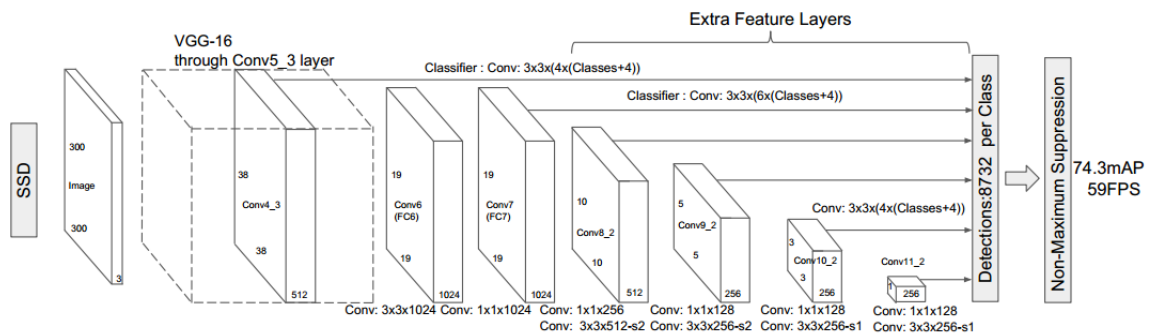 Extra Feature Layers
VGG-16
through Conv5_3 layer
Classifier : Conv: 3x3x(4x(Classes+4))
Classifier : Conv: 3x3x(6x(Classes+4))
SSD
300
Image
300
3
38
Conv4_3
38
512
19
Conv6
(FC6)
19
1024
19
Conv7
(FC7)
19
1024
10
Conv8_2
10
512
5
Conv9_2
5
256
Conv: 3x3x(4x(Classes+4))
3
Conv10_2
3
256
Conv11_2
1
256
Detections:8732 per Class
Non-Maximum Suppression
74.3mAP
59FPS
Conv: 3x3x1024
Conv: 1x1x1024
Conv: 1x1x256
Conv: 3x3x512-s2
Conv: 1x1x128
Conv: 3x3x256-s2
Conv: 1x1x128
Conv: 3x3x256-s1
Conv: 1x1x128
Conv: 3x3x256-s1